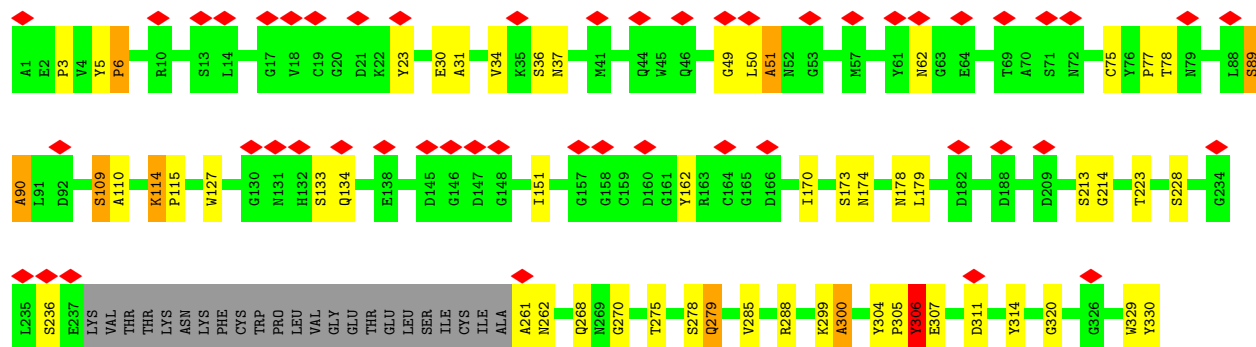 A1 E2 P3 V4 Y5 P6 R10 S13 L14 G17 V18 C19 G20 D21 K22 Y23 E30 A31 V34 K35 S36 N37 M41 Q44 W45 Q46 G49 L50 A51 N52 G53 M57 Y61 N62 G63 E64 T69 A70 S71 N72 C75 Y76 P77 T78 N79 L88 S89
A90 L91 D92 S109 A110 K114 P115 W127 G130 N131 H132 S133 Q134 E138 D145 G146 D147 G148 I151 G157 G158 C159 D160 G161 Y162 R163 C164 G165 D166 I170 S173 N174 N178 L179 D182 D188 D209 S213 G214 T223 S228 G234
L235 S236 E237 LYS VAL THR THR LYS ASN LYS PHE CYS TRP PRO LEU VAL GLY GLU THR GLU LEU SER ILE CYS ILE ALA A261 N262 Q268 N269 G270 T275 S278 Q279 V285 R288 K299 A300 Y304 P305 Y306 E307 D311 Y314 G320 G326 W329 Y330